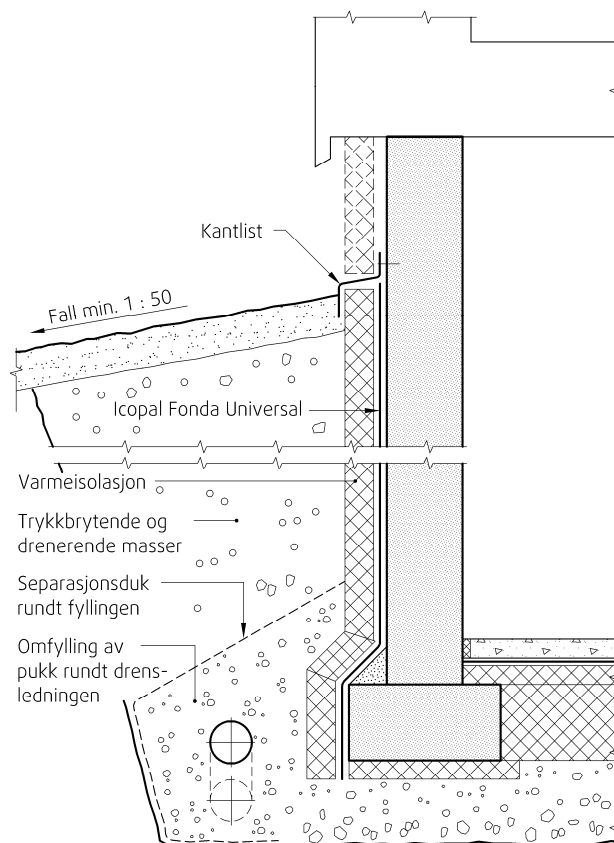 Kantlist
Fall min. 1 : 50
Icopal Fonda Universal
Varmeisolasjon
Trykkbrytende og
drenerende masser
Separasjonsduk
rundt fyllingen
Omfylling av
pukk rundt drens-
ledningen